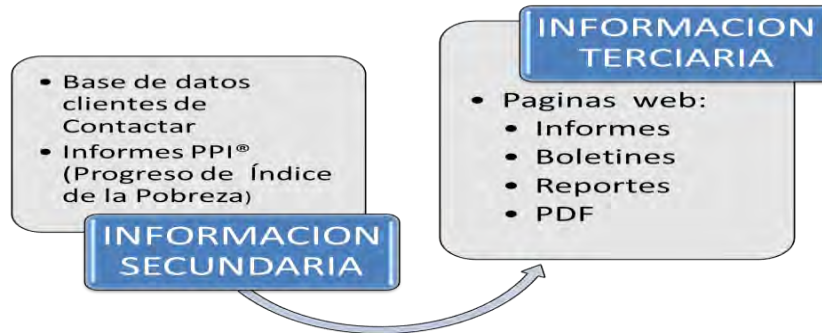 • Base de datos
clientes de
Contactar
• Informes PPI®
(Progreso de Índice
de la Pobreza)
INFORMACION
SECUNDARIA
INFORMACION
TERCIARIA
• Paginas web:
• Informes
• Boletines
• Reportes
• PDF